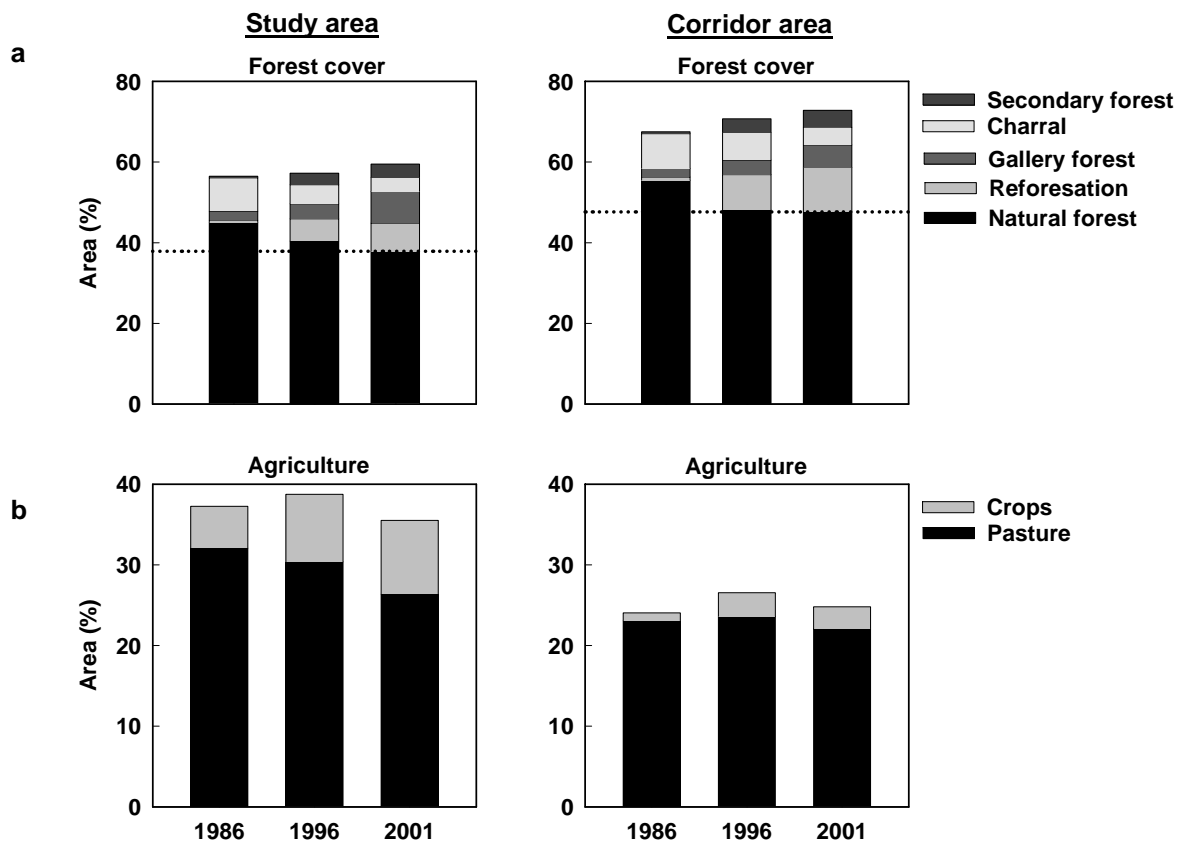 Study area
Corridor area
a
Forest cover
Forest cover
80
60
40
20
0
Area (%)
80
60
40
20
0
Secondary forest
Charral
Gallery forest
Reforesation
Natural forest
b
Agriculture
Agriculture
40
30
20
10
0
Area (%)
1986 1996 2001
40
30
20
10
0
1986 1996 2001
Crops
Pasture